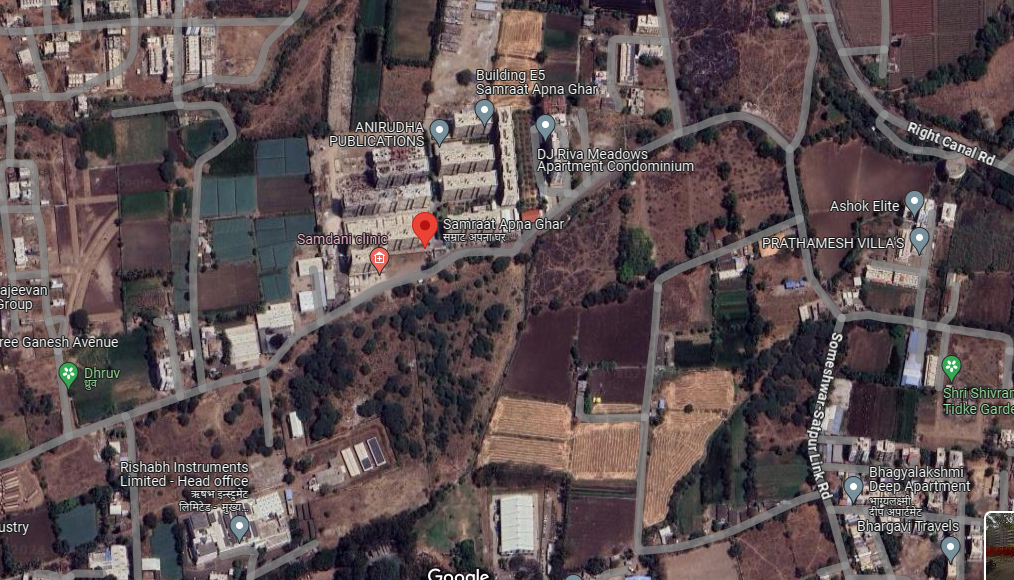 Building E5
Samraat Apna Ghar
ANIRUDHA
PUBLICATIONS
DJ Riva Meadows
Apartment Condominium
Right Canal Rd
Ashok Elite
PRATHAMESH VILLA'S
Samraat Apna Ghar
सम्राट अपना घर
Samdani clinic
ajeevan
Group
ree Ganesh Avenue
Dhruv
ध्रुव
Someshwar-Satpur Link Rd
Shri Shivran
Tidke Garde
Rishabh Instruments
Limited - Head office
ऋषभ इन्स्ट्रुमेंट
लिमिटेड - मुख्य...
Bhagyalakshmi
Deep Apartment
भाग्यलक्ष्मी
दीप अपार्टमेंट
Bhargavi Travels
ustry
Google